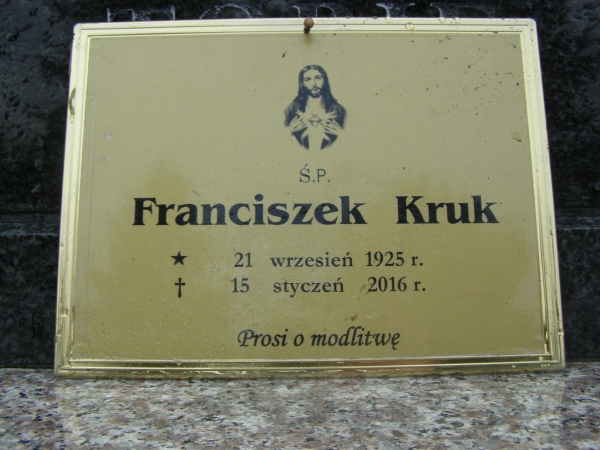 Ś.P.
Franciszek Kruk
★ 21 wrzesień 1925 r.
† 15 styczeń 2016 r.
Prosi o modlitwę